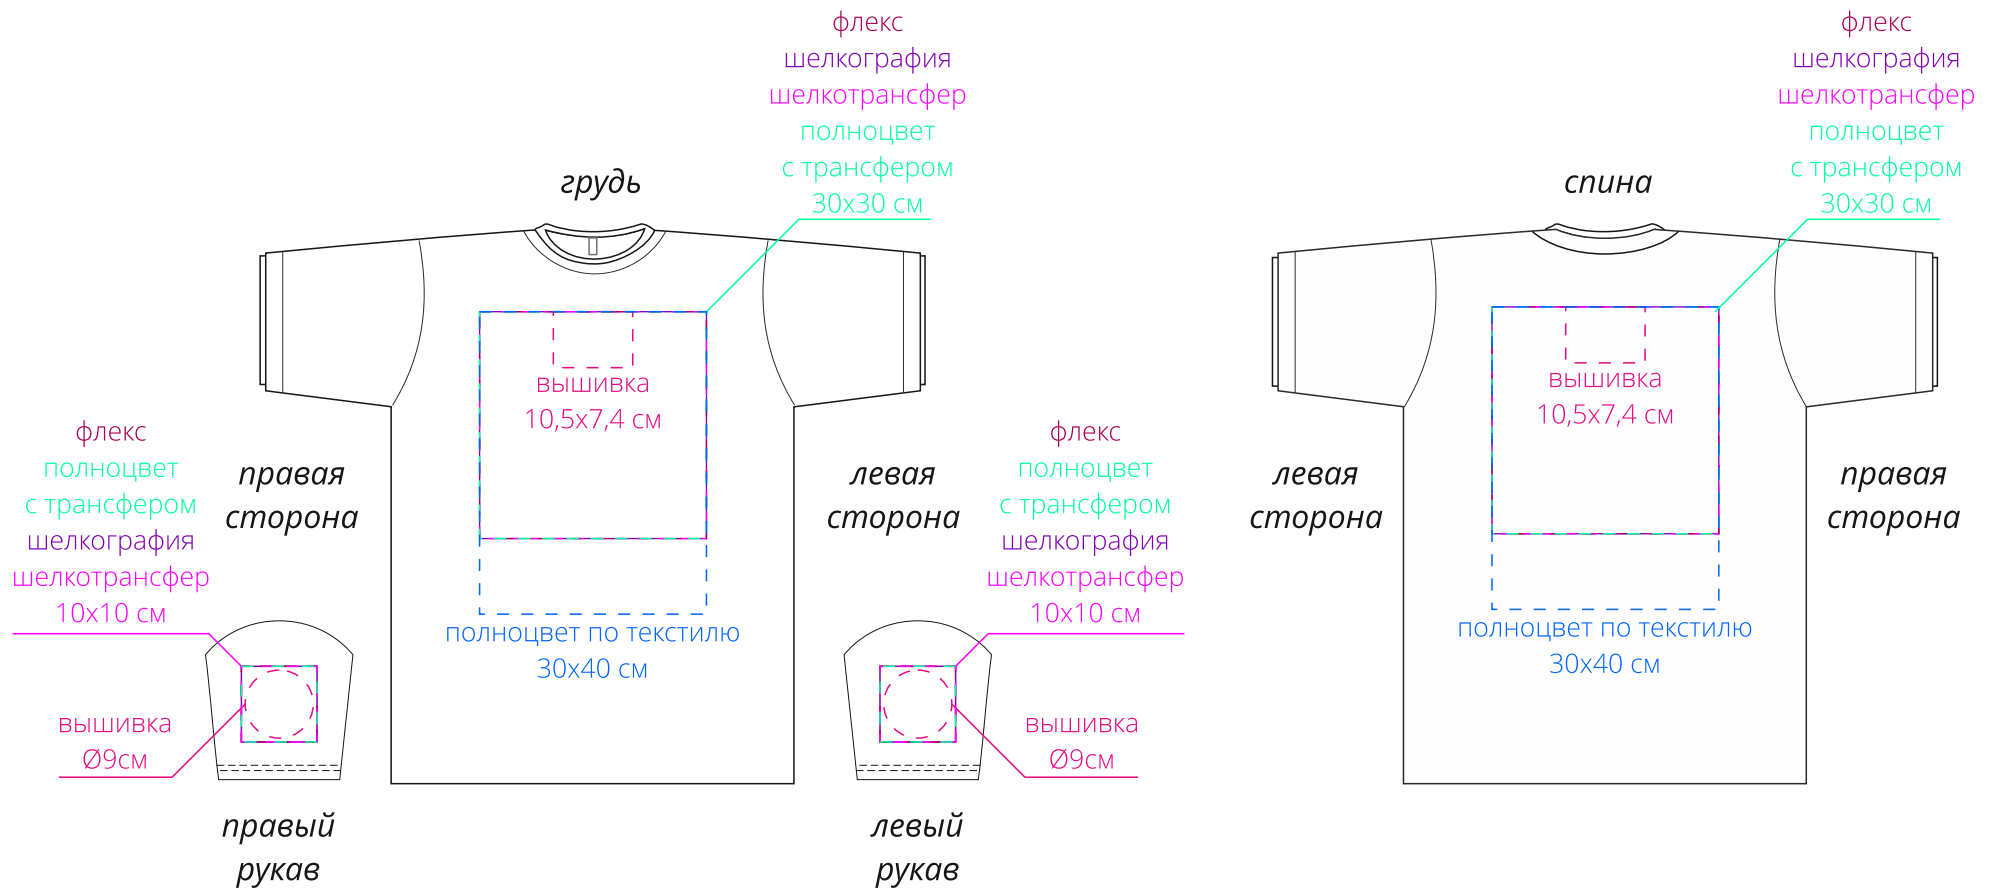 флекс
шелкография
шелкотрансфер
полноцвет
с трансфером
30х30 см
грудь
вышивка
10,5х7,4 см
полноцвет по текстилю
30х40 см
правая
сторона
левая
сторона
флекс
полноцвет
с трансфером
шелкография
шелкотрансфер
10х10 см
вышивка
Ø9см
правый
рукав
флекс
полноцвет
с трансфером
шелкография
шелкотрансфер
10х10 см
вышивка
Ø9см
левый
рукав
флекс
шелкография
шелкотрансфер
полноцвет
с трансфером
30х30 см
спина
вышивка
10,5х7,4 см
полноцвет по текстилю
30х40 см
левая
сторона
правая
сторона